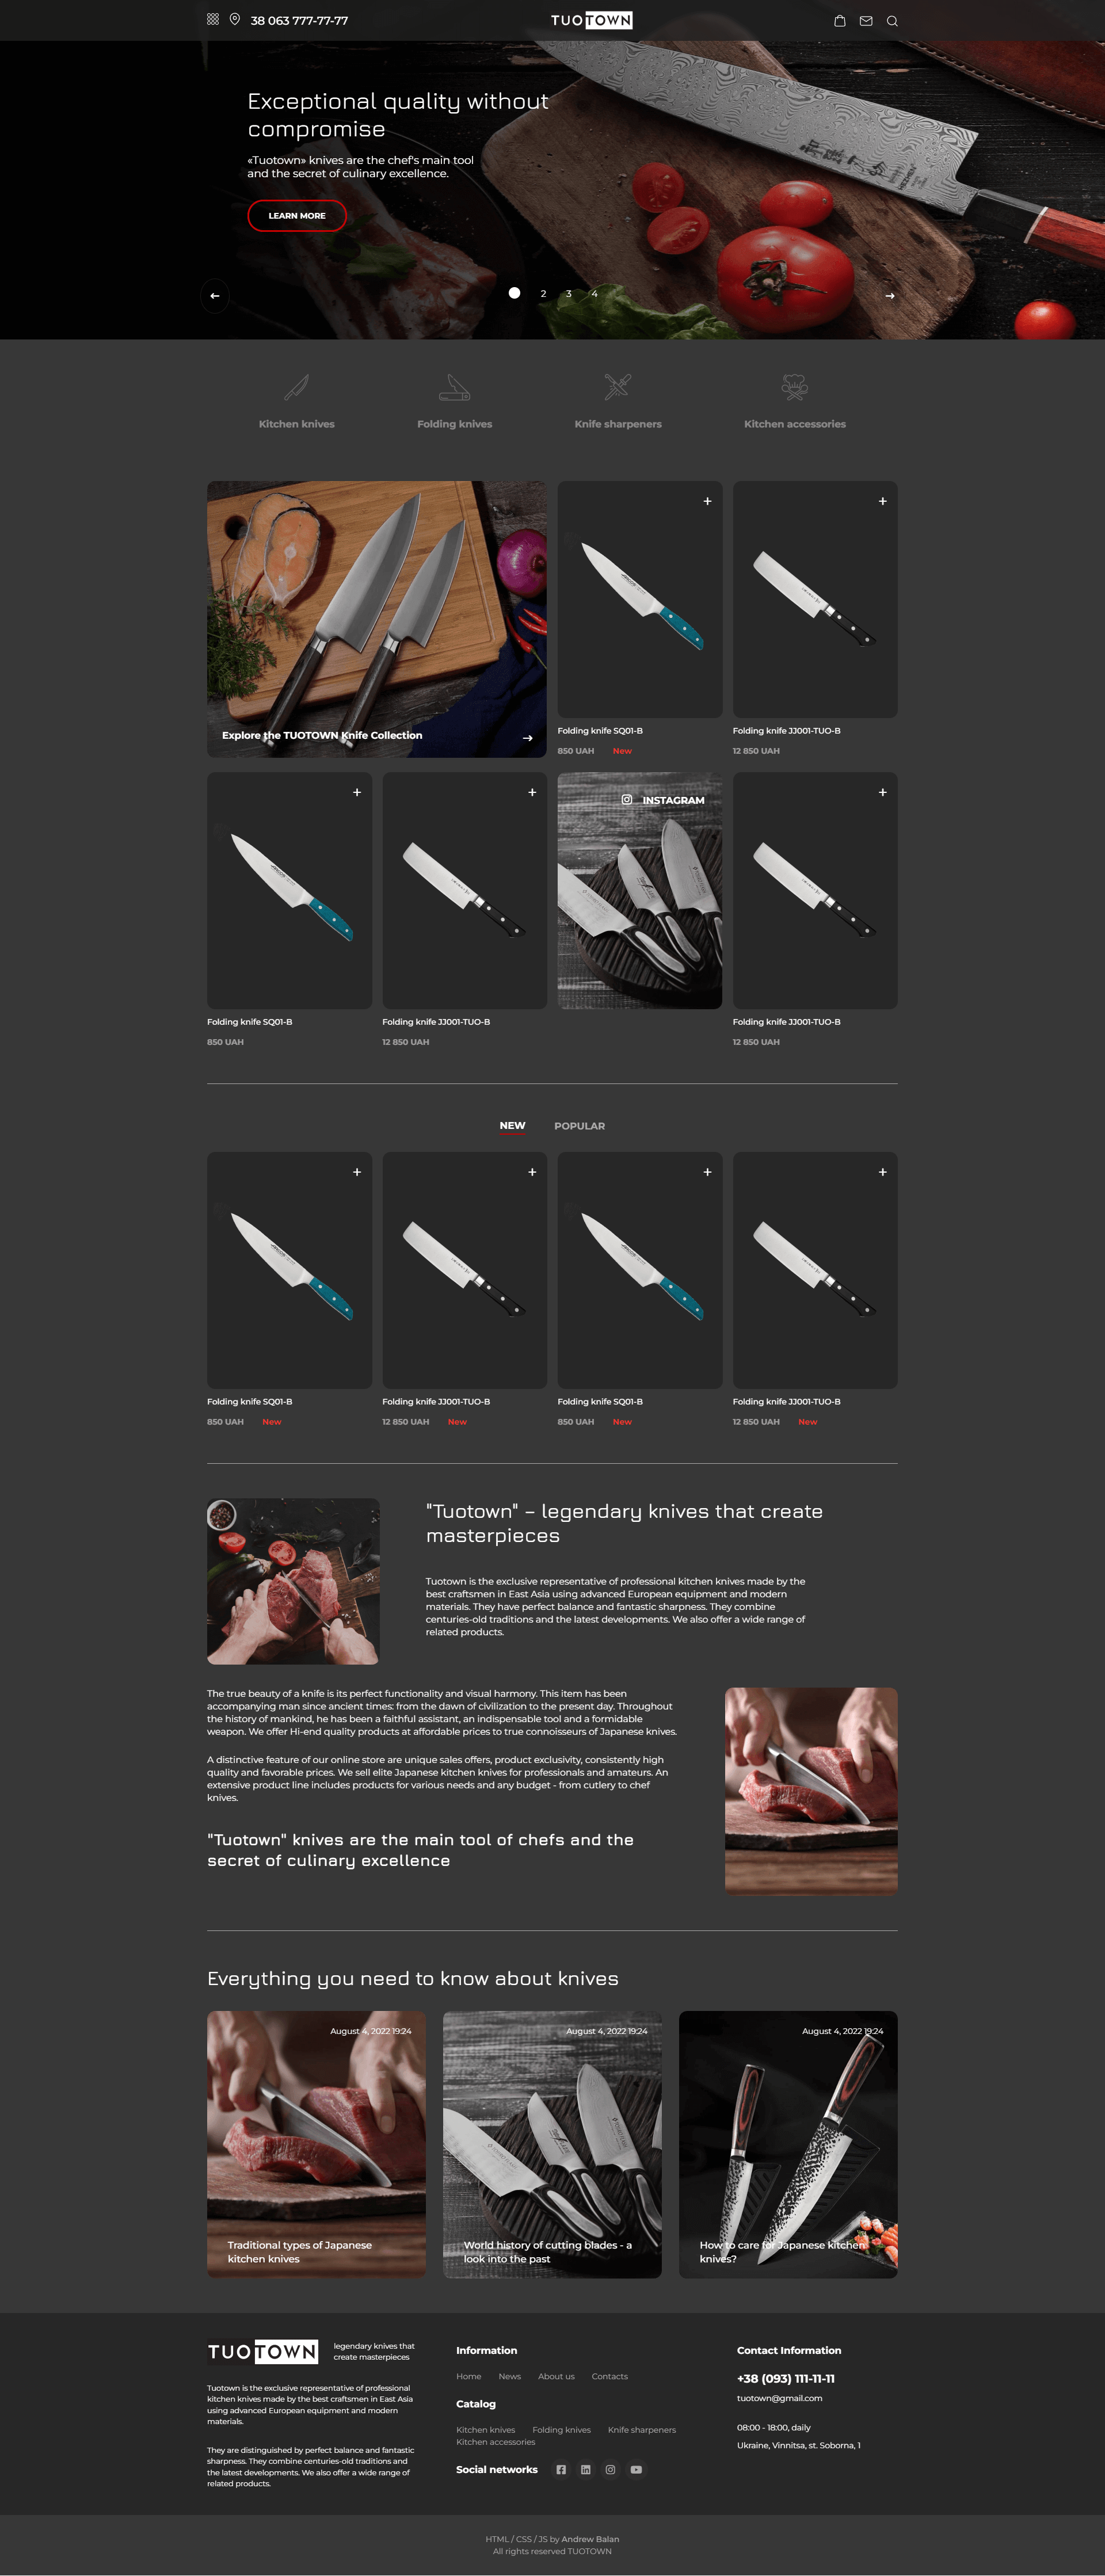 38 063 777-77-77
TUOTOWN
Exceptional quality without
compromise
«Tuotown» knives are the chef's main tool
and the secret of culinary excellence.
LEARN MORE
2 3 4
Kitchen knives
Folding knives
Knife sharpeners
Kitchen accessories
Explore the TUOTOWN Knife Collection
Folding knife SQ01-B
850 UAH New
Folding knife JJ001-TUO-B
12 850 UAH
Folding knife SQ01-B
850 UAH
Folding knife JJ001-TUO-B
12 850 UAH
INSTAGRAM
Folding knife JJ001-TUO-B
12 850 UAH
NEW
POPULAR
Folding knife SQ01-B
850 UAH New
Folding knife JJ001-TUO-B
12 850 UAH New
Folding knife SQ01-B
850 UAH New
Folding knife JJ001-TUO-B
12 850 UAH New
"Tuotown" – legendary knives that create
masterpieces
Tuotown is the exclusive representative of professional kitchen knives made by the
best craftsmen in East Asia using advanced European equipment and modern
materials. They have perfect balance and fantastic sharpness. They combine
centuries-old traditions and the latest developments. We also offer a wide range of
related products.
The true beauty of a knife is its perfect functionality and visual harmony. This item has been
accompanying man since ancient times: from the dawn of civilization to the present day. Throughout
the history of mankind, he has been a faithful assistant, an indispensable tool and a formidable
weapon. We offer Hi-end quality products at affordable prices to true connoisseurs of Japanese knives.
A distinctive feature of our online store are unique sales offers, product exclusivity, consistently high
quality and favorable prices. We sell elite Japanese kitchen knives for professionals and amateurs. An
extensive product line includes products for various needs and any budget - from cutlery to chef
knives.
"Tuotown" knives are the main tool of chefs and the
secret of culinary excellence
Everything you need to know about knives
August 4, 2022 19:24
Traditional types of Japanese
kitchen knives
August 4, 2022 19:24
World history of cutting blades - a
look into the past
August 4, 2022 19:24
How to care for Japanese kitchen
knives?
TUOTOWN
legendary knives that
create masterpieces
Tuotown is the exclusive representative of professional
kitchen knives made by the best craftsmen in East Asia
using advanced European equipment and modern
materials.
They are distinguished by perfect balance and fantastic
sharpness. They combine centuries-old traditions and
the latest developments. We also offer a wide range of
related products.
Information
Home News About us Contacts
Catalog
Kitchen knives Folding knives Knife sharpeners
Kitchen accessories
Social networks
Contact Information
+38 (093) 111-11-11
tuotown@gmail.com
08:00 - 18:00, daily
Ukraine, Vinnitsa, st. Soborna, 1
HTML / CSS / JS by Andrew Balan
All rights reserved TUOTOWN